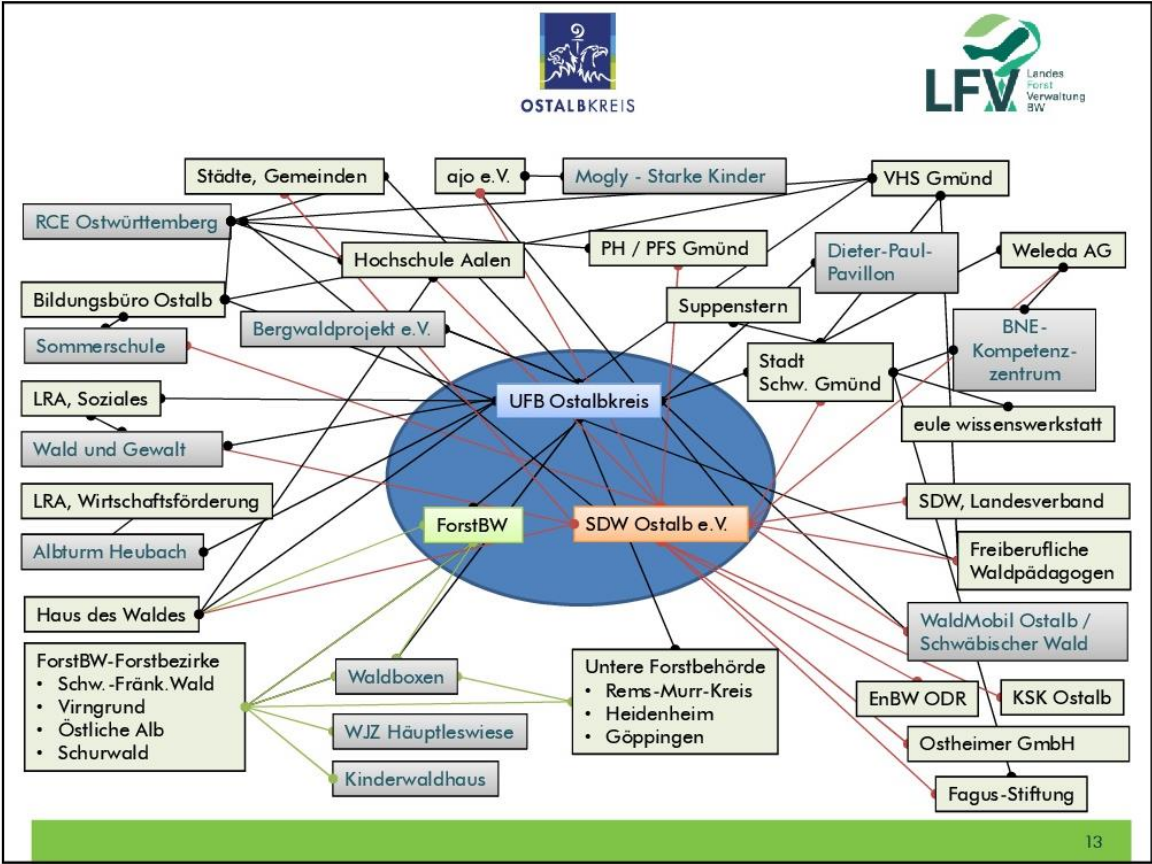 OSTALBKREIS
LFV
Landes
Forst
Verwaltung
BW
Städte, Gemeinden
ajo e.V.
Mogly - Starke Kinder
VHS Gmünd
RCE Ostwürttemberg
Hochschule Aalen
PH / PFS Gmünd
Dieter-Paul-
Pavillon
Weleda AG
Bildungsbüro Ostalb
Suppenstern
Bergwaldprojekt e.V.
BNE-
Kompetenz-
zentrum
Sommerschule
Stadt
Schw. Gmünd
LRA, Soziales
UFB Ostalbkreis
eule wissenswerkstatt
Wald und Gewalt
LRA, Wirtschaftsförderung
ForstBW
SDW Ostalb e.V.
SDW, Landesverband
Albturm Heubach
Freiberufliche
Waldpädagogen
Haus des Waldes
WaldMobil Ostalb /
Schwäbischer Wald
ForstBW-Forstbezirke
• Schw.-Fränk.Wald
• Virngrund
• Östliche Alb
• Schurwald
Waldboxen
WJZ Häuptleswiese
Kinderwaldhaus
Untere Forstbehörde
• Rems-Murr-Kreis
• Heidenheim
• Göppingen
EnBW ODR
KSK Ostalb
Ostheimer GmbH
Fagus-Stiftung
13